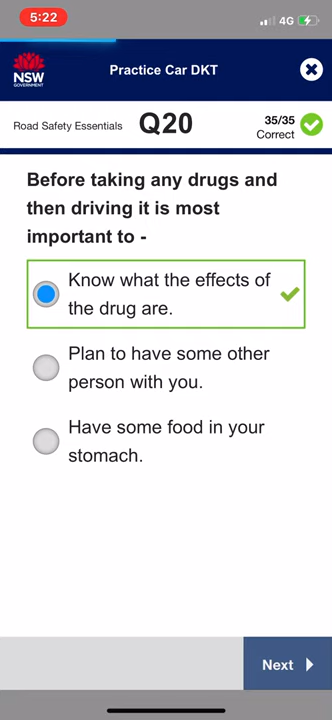 5:22
4G
NSW
GOVERNMENT
Practice Car DKT
Road Safety Essentials
Q20
35/35
Correct
Before taking any drugs and
then driving it is most
important to -
Know what the effects of
the drug are.
Plan to have some other
person with you.
Have some food in your
stomach.
Next